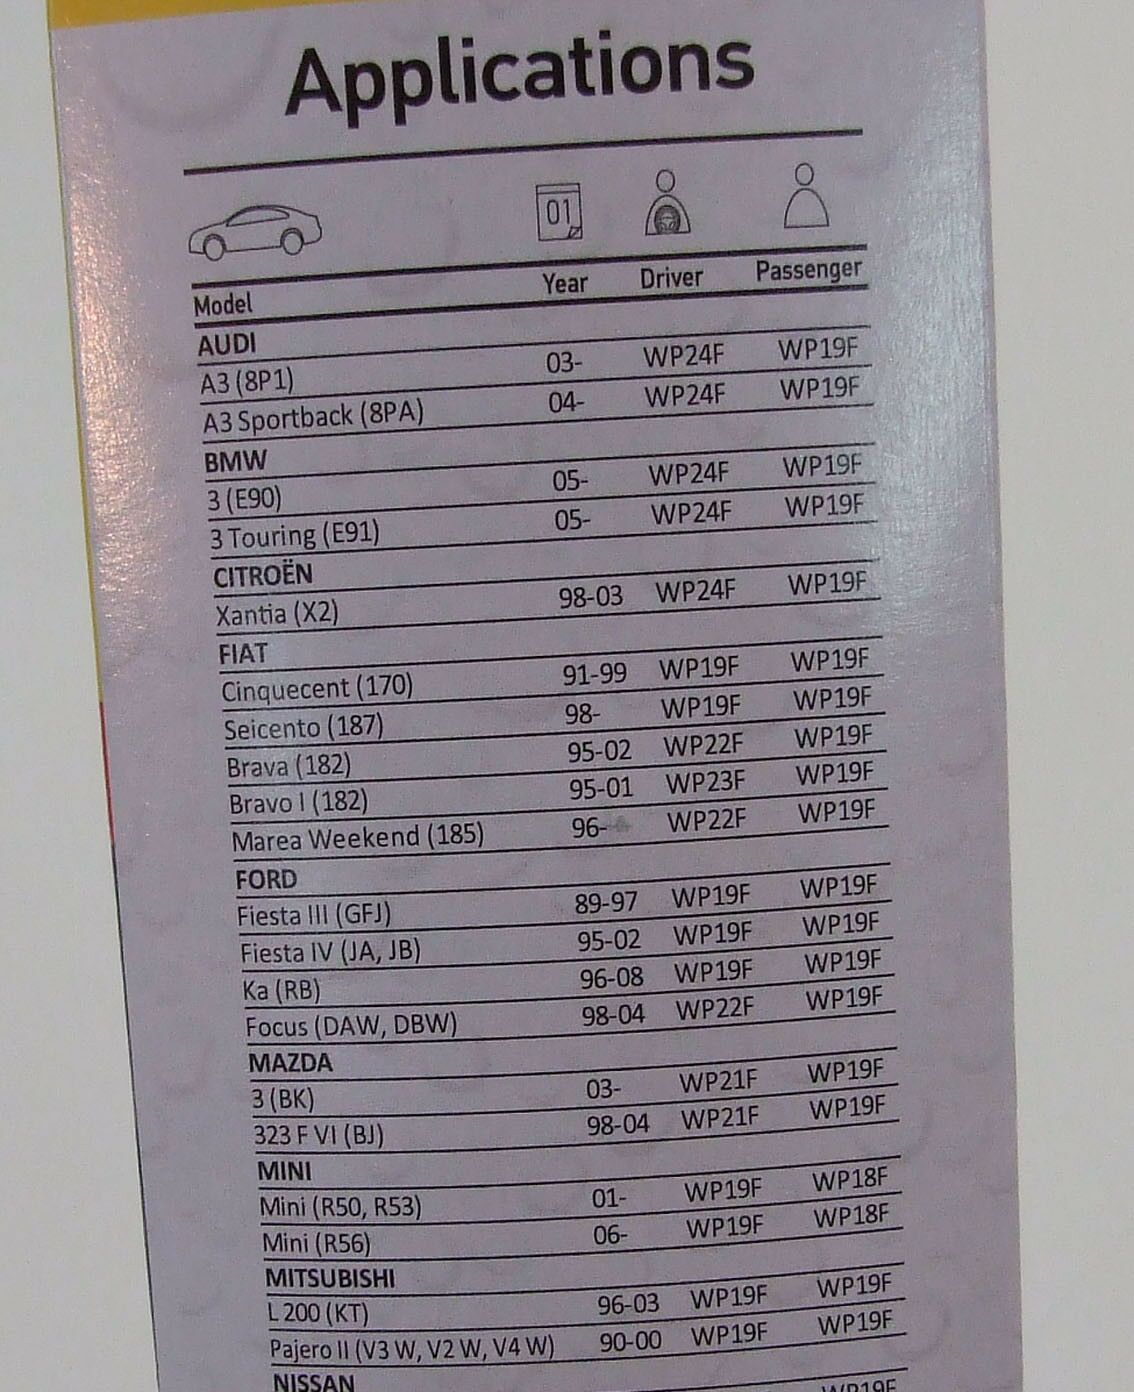 Applications
01
Model Year Driver Passenger
AUDI
A3 (8P1) 03- WP24F WP19F
A3 Sportback (8PA) 04- WP24F WP19F
BMW
3 (E90) 05- WP24F WP19F
3 Touring (E91) 05- WP24F WP19F
CITROËN
Xantia (X2) 98-03 WP24F WP19F
FIAT
Cinquecent (170) 91-99 WP19F WP19F
Seicento (187) 98- WP19F WP19F
Brava (182) 95-02 WP22F WP19F
Bravo I (182) 95-01 WP23F WP19F
Marea Weekend (185) 96- WP22F WP19F
FORD
Fiesta III (GFJ) 89-97 WP19F WP19F
Fiesta IV (JA, JB) 95-02 WP19F WP19F
Ka (RB) 96-08 WP19F WP19F
Focus (DAW, DBW) 98-04 WP22F WP19F
MAZDA
3 (BK) 03- WP21F WP19F
323 F VI (BJ) 98-04 WP21F WP19F
MINI
Mini (R50, R53) 01- WP19F WP18F
Mini (R56) 06- WP19F WP18F
MITSUBISHI
L 200 (KT) 96-03 WP19F WP19F
Pajero II (V3 W, V2 W, V4 W) 90-00 WP19F WP19F
NISSAN
WP19F